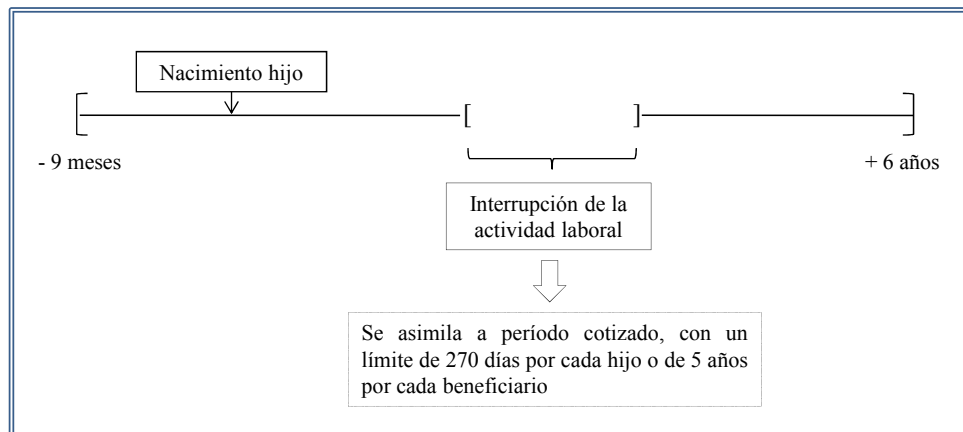 Nacimiento hijo
[ ]
- 9 meses
+ 6 años
Interrupción de la
actividad laboral
Se asimila a período cotizado, con un
límite de 270 días por cada hijo o de 5 años
por cada beneficiario